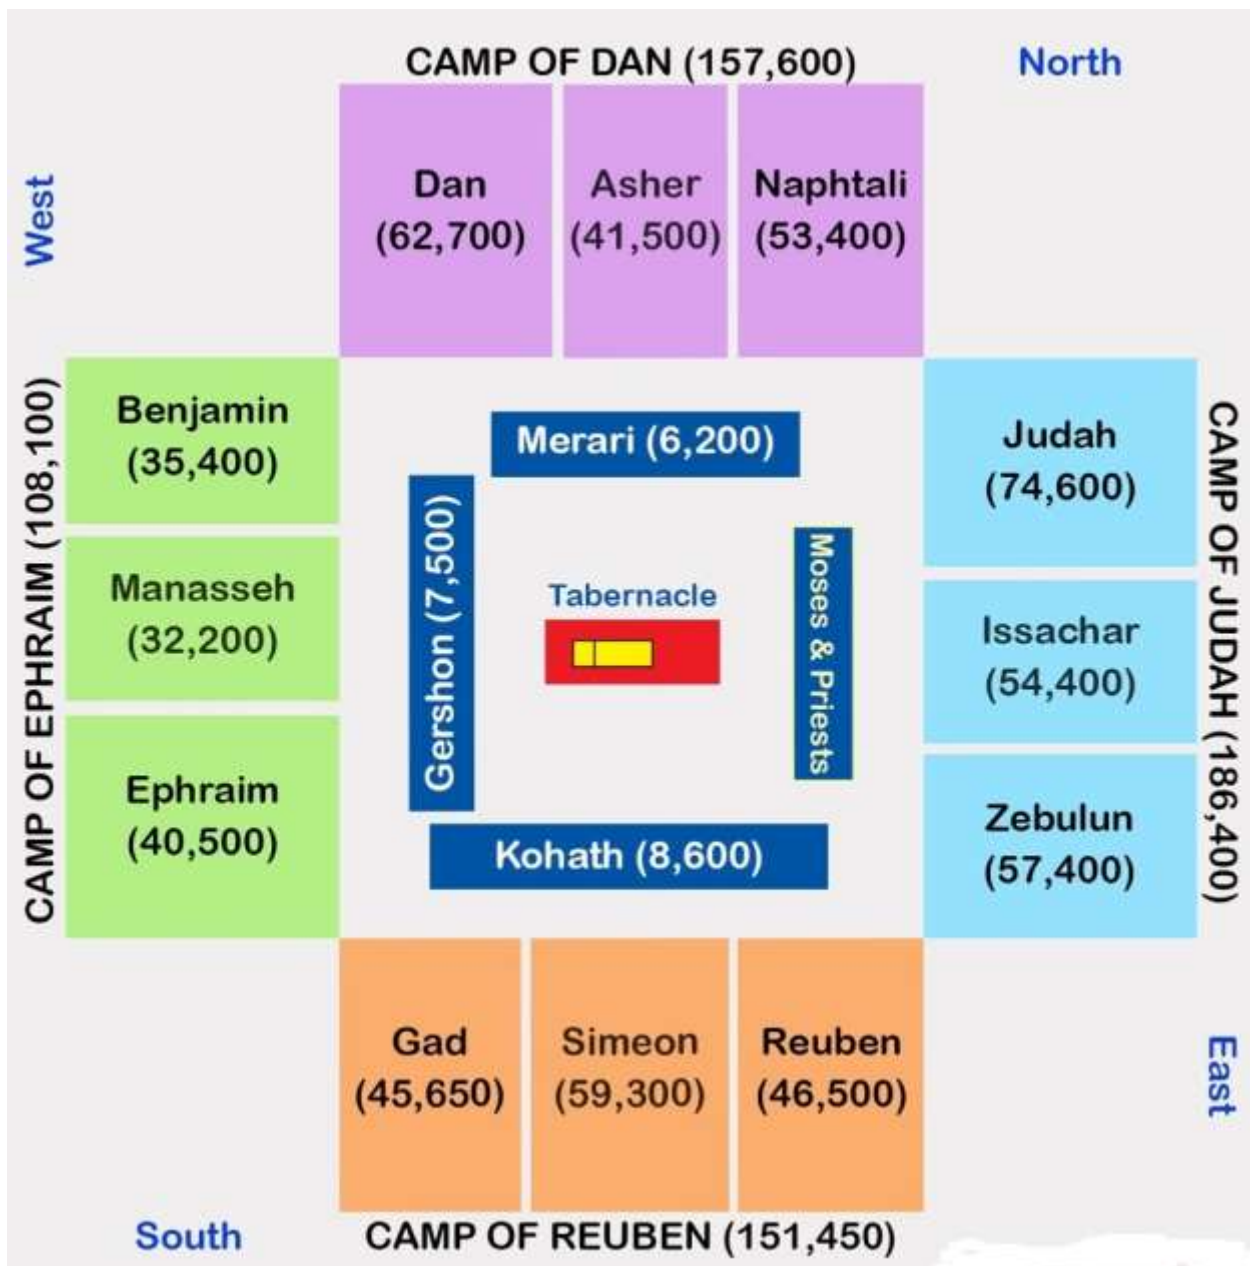 CAMP OF DAN (157,600)
North
West
Dan
(62,700)
Asher
(41,500)
Naphtali
(53,400)
CAMP OF EPHRAIM (108,100)
Benjamin
(35,400)
Manasseh
(32,200)
Ephraim
(40,500)
Merari (6,200)
Gershon (7,500)
Tabernacle
Moses & Priests
Kohath (8,600)
Judah
(74,600)
Issachar
(54,400)
Zebulun
(57,400)
CAMP OF JUDAH (186,400)
Gad
(45,650)
Simeon
(59,300)
Reuben
(46,500)
East
South
CAMP OF REUBEN (151,450)